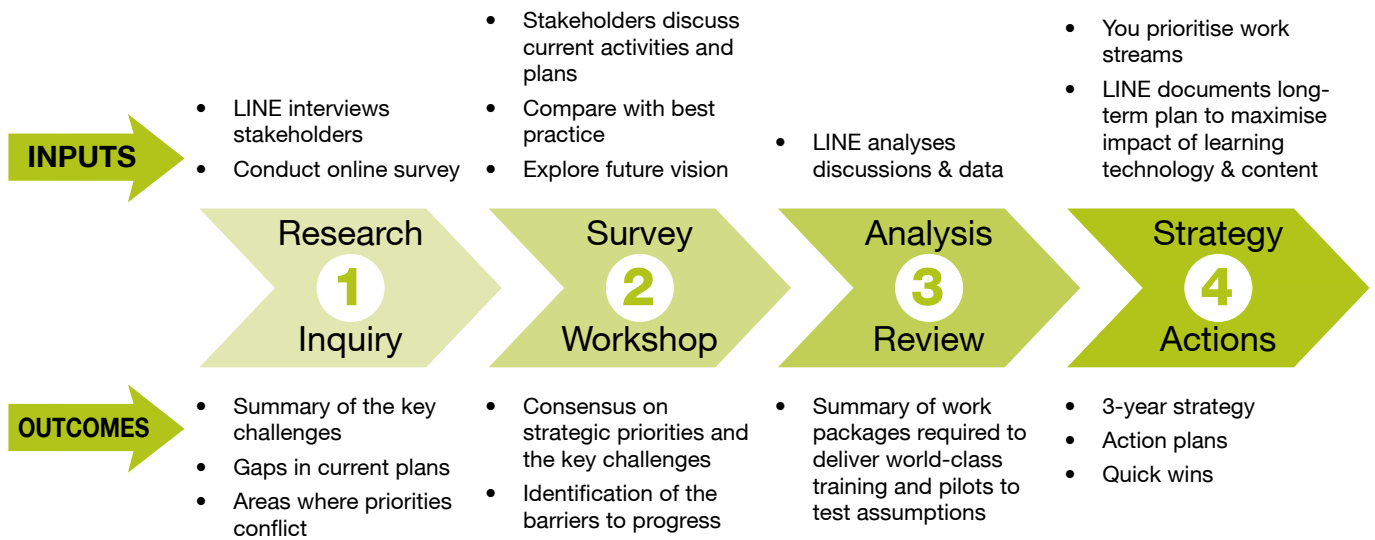 INPUTS
• LINE interviews
stakeholders
• Conduct online survey
• Stakeholders discuss
current activities and
plans
• Compare with best
practice
• Explore future vision
• LINE analyses
discussions & data
• You prioritise work
streams
• LINE documents long-
term plan to maximise
impact of learning
technology & content
Research
1
Inquiry
Survey
2
Workshop
Analysis
3
Review
Strategy
4
Actions
OUTCOMES
• Summary of the key
challenges
• Gaps in current plans
• Areas where priorities
conflict
• Consensus on
strategic priorities and
the key challenges
• Identification of the
barriers to progress
• Summary of work
packages required to
deliver world-class
training and pilots to
test assumptions
• 3-year strategy
• Action plans
• Quick wins